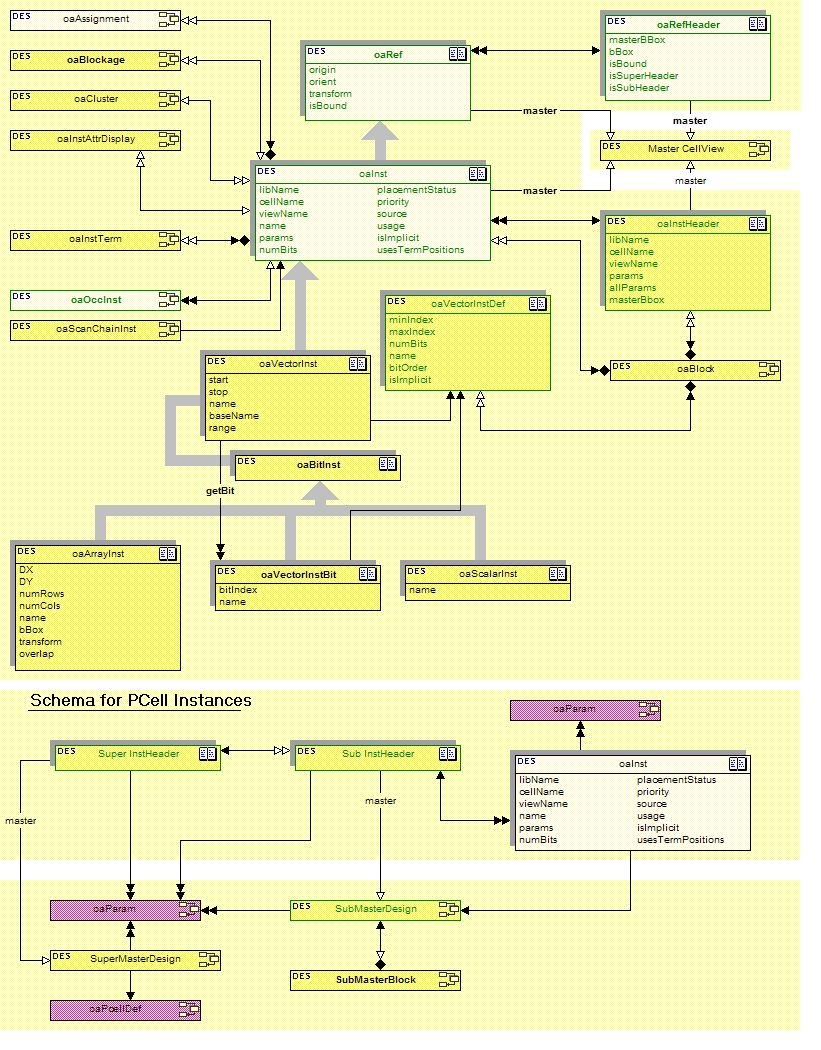 DES oaAssignment
DES oaBlockage
DES oaCluster
DES oaInstAttrDisplay
DES oaInstTerm
DES oaOccInst
DES oaScanChainInst
DES oaRef
origin
orient
transform
isBound
DES oaRefHeader
masterBBox
bBox
isBound
isSuperHeader
isSubHeader
master
master
DES Master CellView
master
master
DES oaInst
libName placementStatus
cellName priority
viewName source
name usage
params isImplicit
numBits usesTermPositions
DES oaInstHeader
libName
cellName
viewName
params
allParams
masterBbox
DES oaVectorInstDef
minIndex
maxIndex
numBits
name
bitOrder
isImplicit
DES oaBlock
DES oaVectorInst
start
stop
name
baseName
range
DES oaBitInst
getBit
DES oaArrayInst
DX
DY
numRows
numCols
name
bBox
transform
overlap
DES oaVectorInstBit
bitIndex
name
DES oaScalarInst
name
Schema for PCell Instances
oaParam
DES Super InstHeader
DES Sub InstHeader
DES oaInst
libName placementStatus
cellName priority
viewName source
name usage
params isImplicit
numBits usesTermPositions
master
master
oaParam
DES SubMasterDesign
DES SuperMasterDesign
DES SubMasterBlock
oaPcellDef